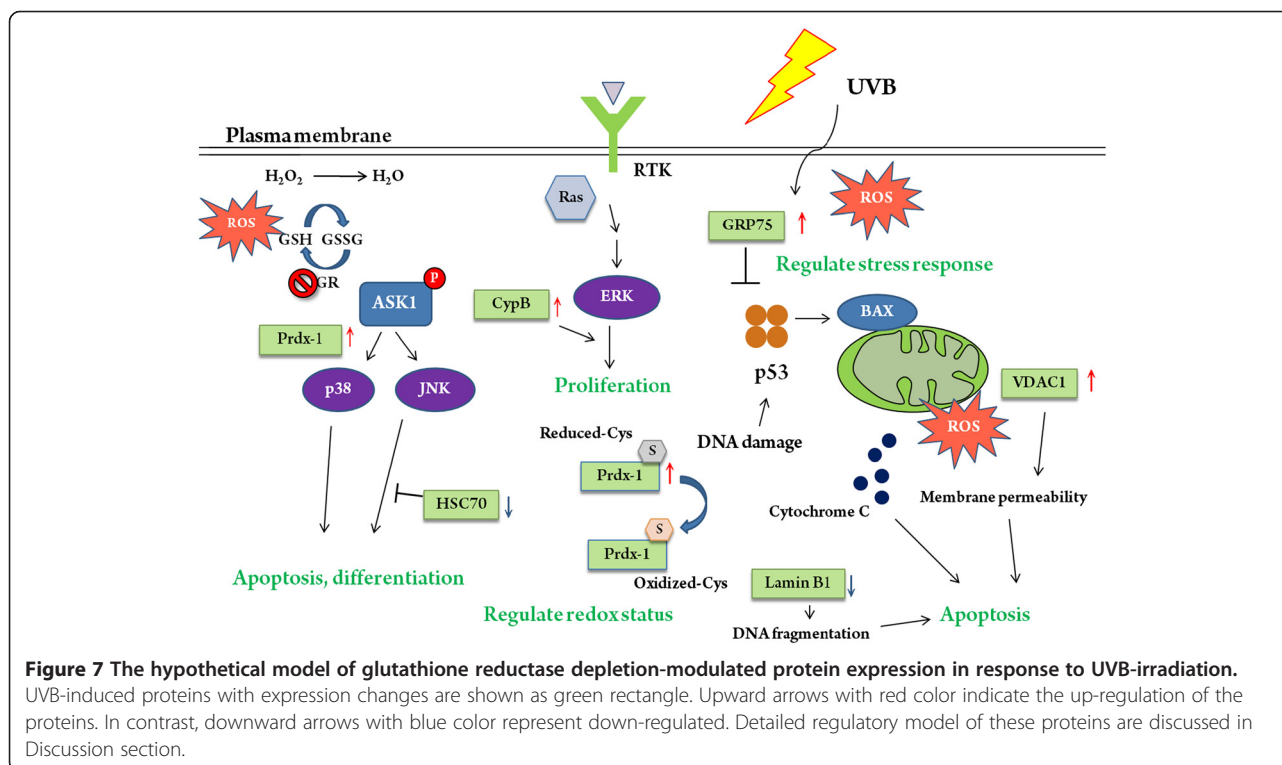 UVB
Plasma membrane
RTK
H₂O₂ → H₂O
ROS
GSH GSSG
GR
Ras
ROS
GRP75
Regulate stress response
P
ASK1
CypB
ERK
BAX
Prdx-1
p38
JNK
Proliferation
p53
VDAC1
ROS
Reduced-Cys
DNA damage
S
Prdx-1
HSC70
Cytochrome C
Membrane permeability
S
Prdx-1
Oxidized-Cys
Apoptosis, differentiation
Lamin B1
Regulate redox status
Apoptosis
DNA fragmentation
Figure 7 The hypothetical model of glutathione reductase depletion-modulated protein expression in response to UVB-irradiation.
UVB-induced proteins with expression changes are shown as green rectangle. Upward arrows with red color indicate the up-regulation of the
proteins. In contrast, downward arrows with blue color represent down-regulated. Detailed regulatory model of these proteins are discussed in
Discussion section.